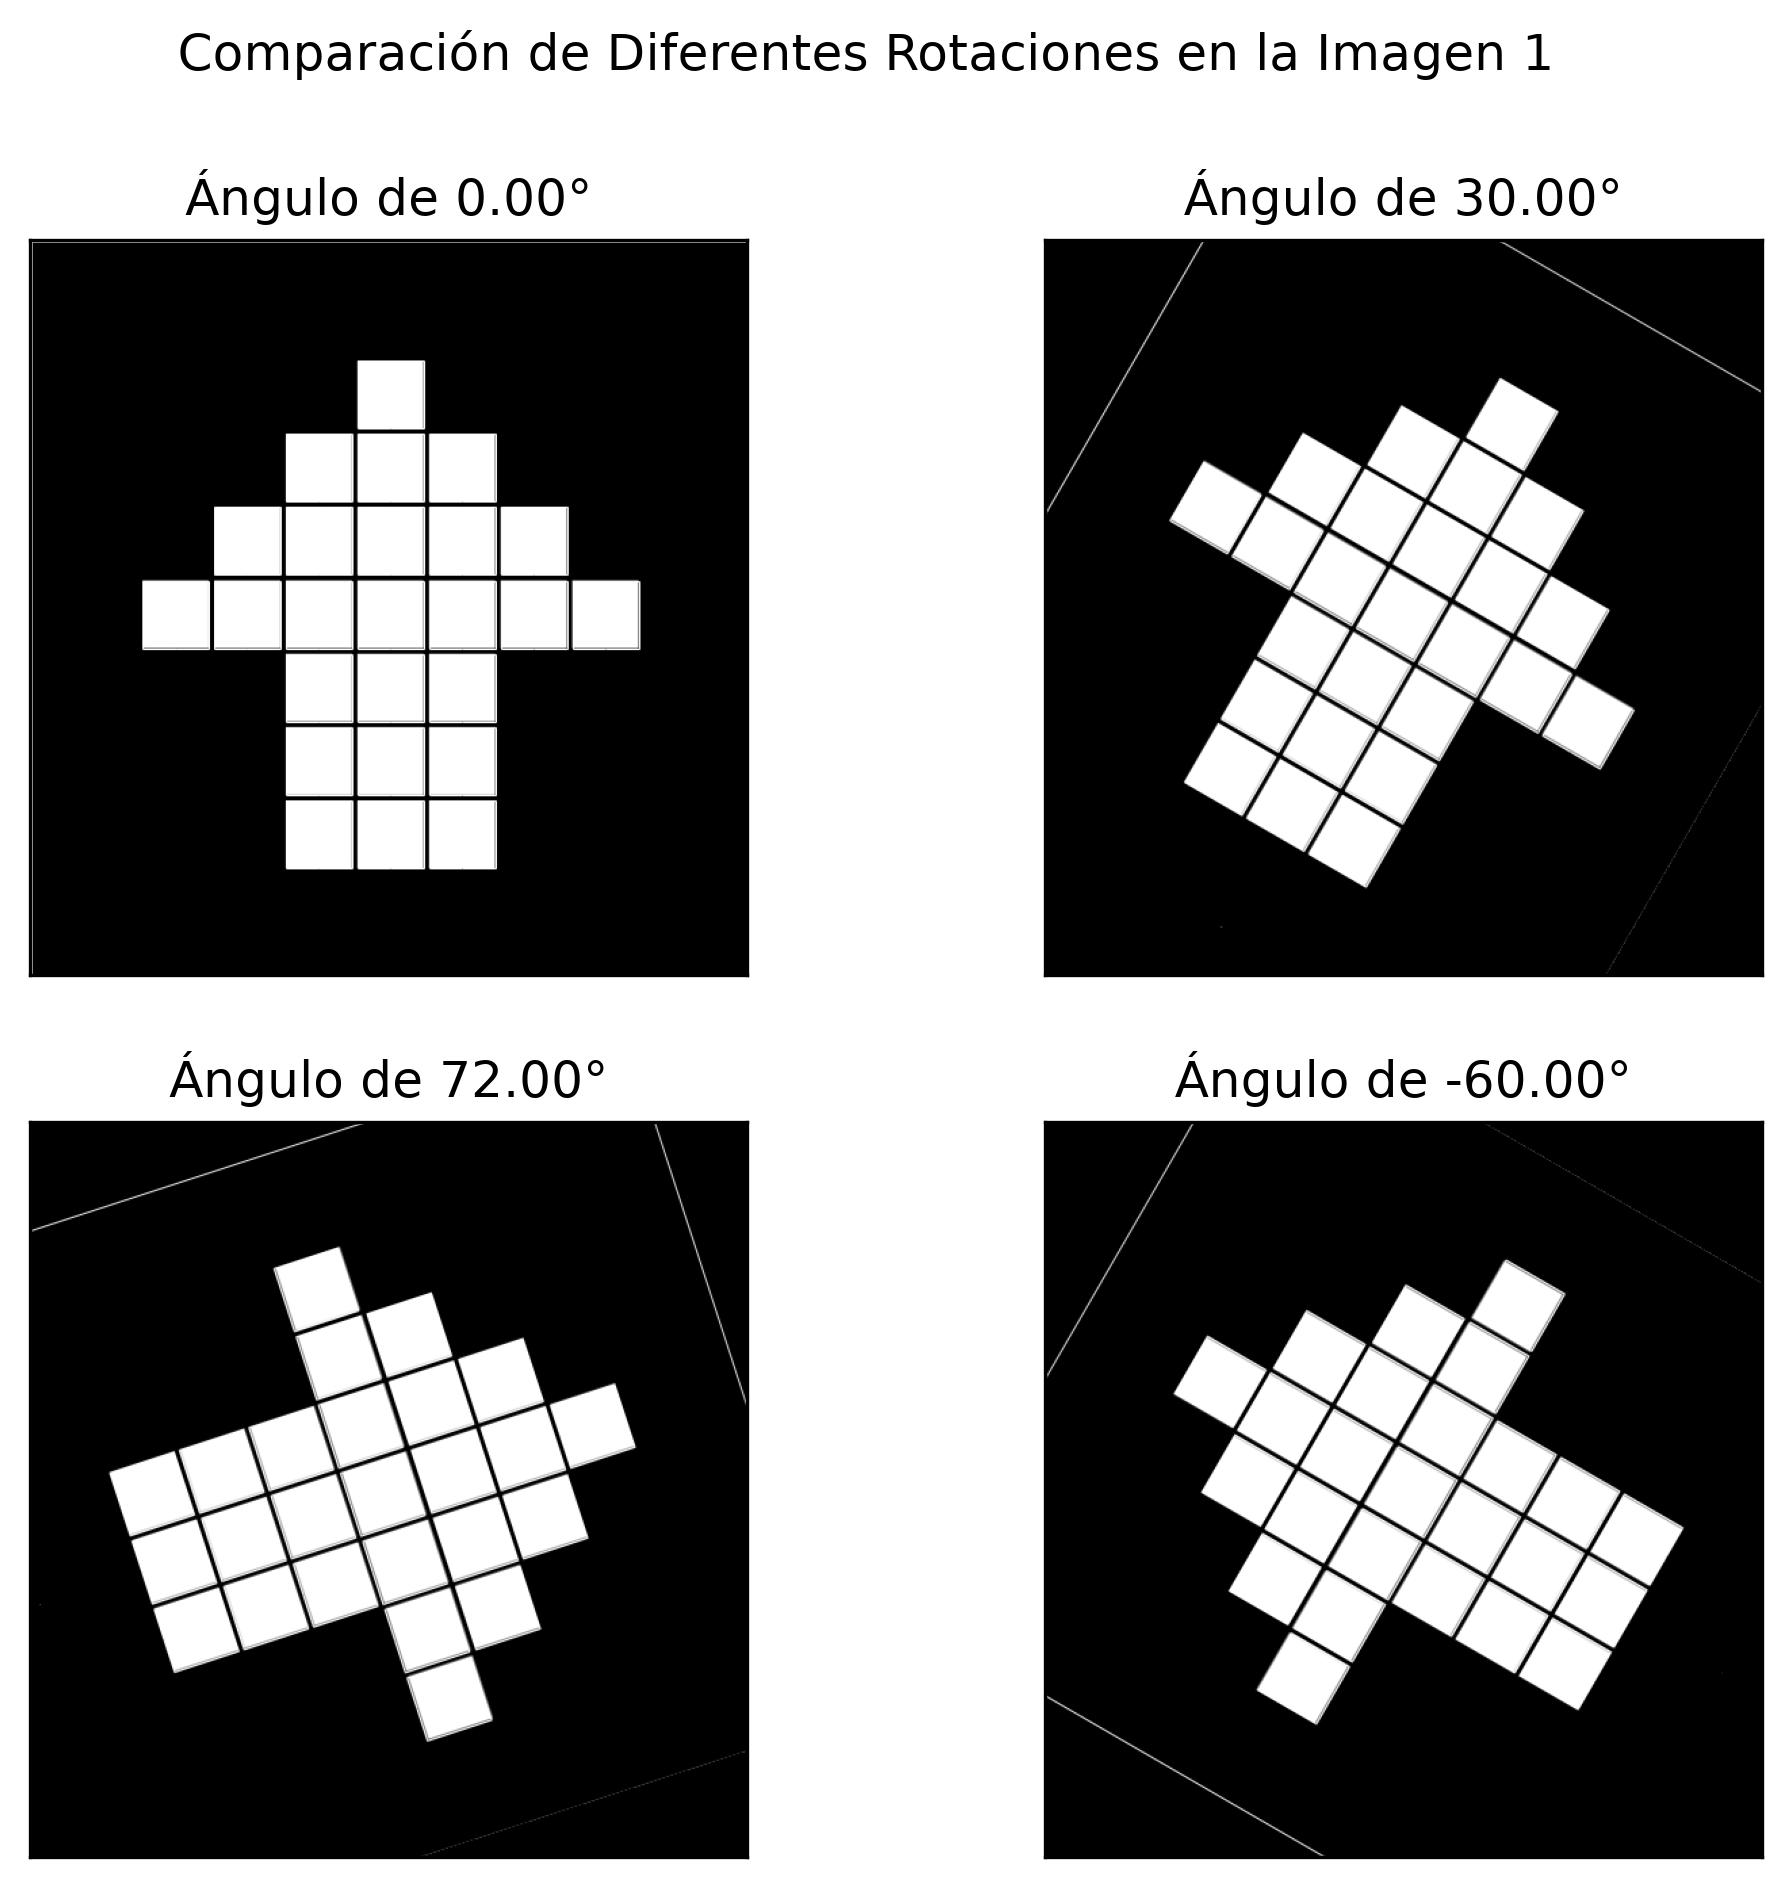 Comparación de Diferentes Rotaciones en la Imagen 1
Ángulo de 0.00°
Ángulo de 30.00°
Ángulo de 72.00°
Ángulo de -60.00°